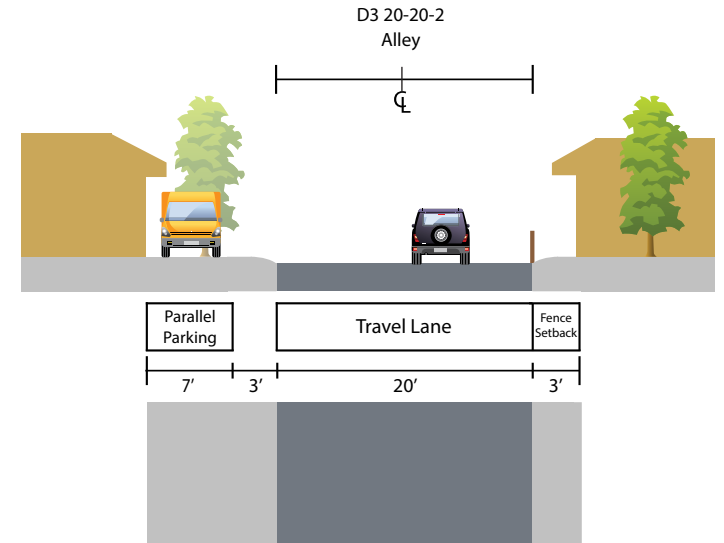 D3 20-20-2
Alley
℄
Parallel
Parking
Travel Lane
Fence
Setback
7′
3′
20′
3′